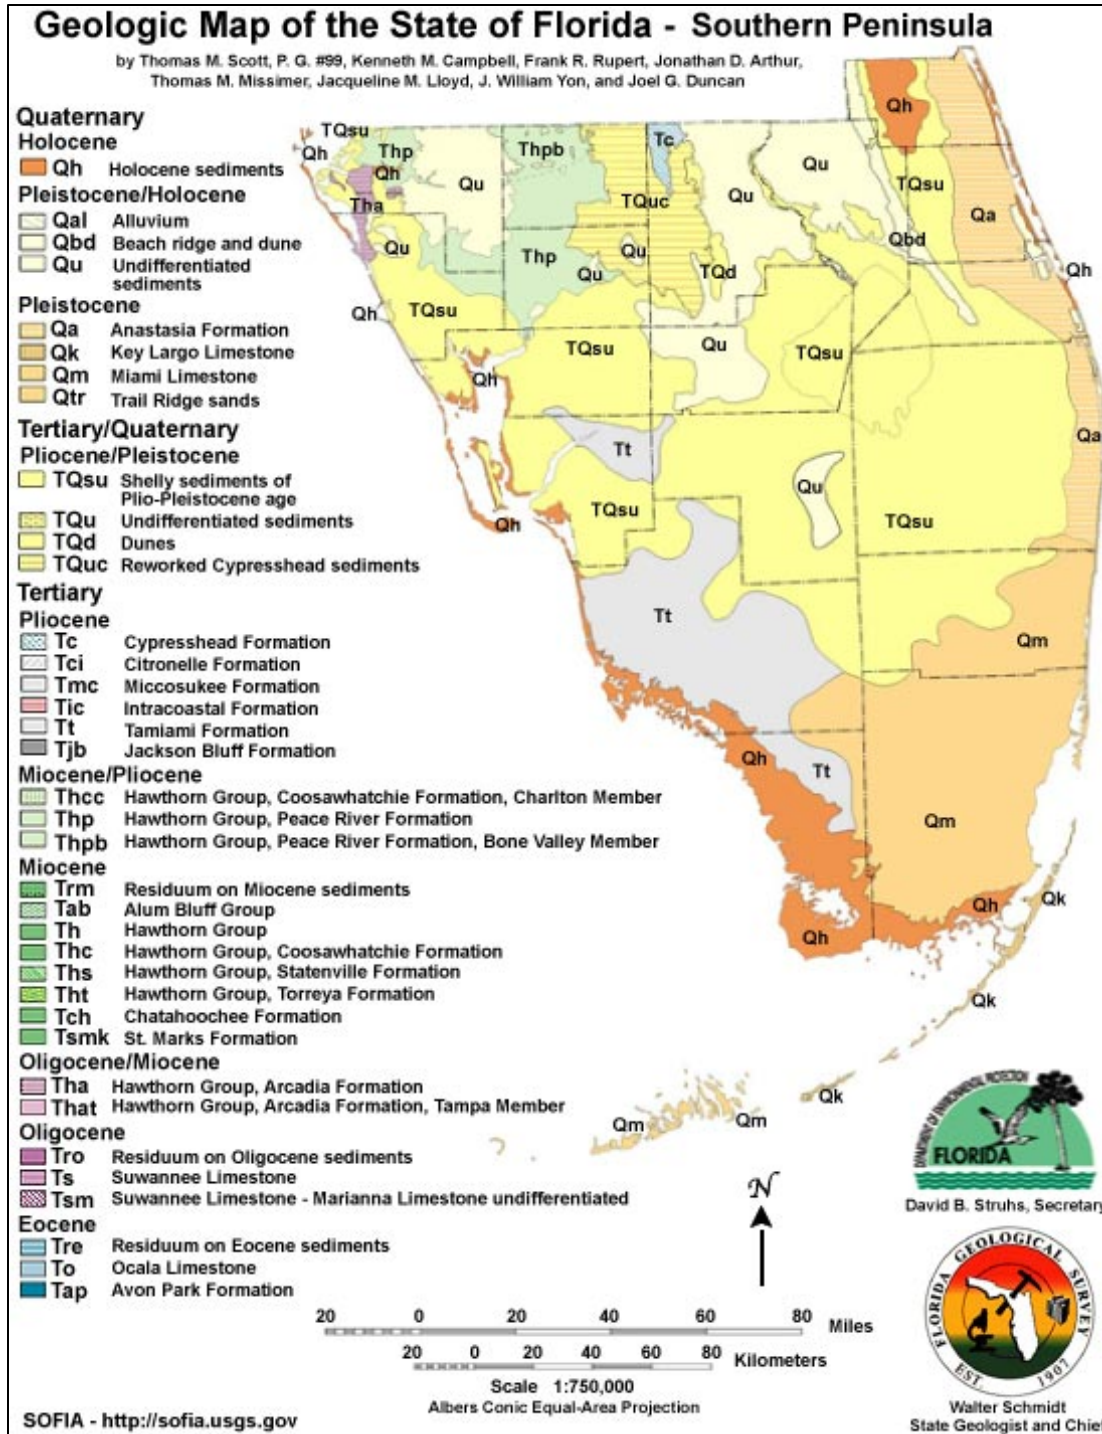 Geologic Map of the State of Florida - Southern Peninsula
by Thomas M. Scott, P. G. #99, Kenneth M. Campbell, Frank R. Rupert, Jonathan D. Arthur,
Thomas M. Missimer, Jacqueline M. Lloyd, J. William Yon, and Joel G. Duncan
Quaternary
Holocene
Qh Holocene sediments
Pleistocene/Holocene
Qal Alluvium
Qbd Beach ridge and dune
Qu Undifferentiated
sediments
Pleistocene
Qa Anastasia Formation
Qk Key Largo Limestone
Qm Miami Limestone
Qtr Trail Ridge sands
Tertiary/Quaternary
Pliocene/Pleistocene
TQsu Shelly sediments of
Plio-Pleistocene age
TQu Undifferentiated sediments
TQd Dunes
TQuc Reworked Cypresshead sediments
Tertiary
Pliocene
Tc Cypresshead Formation
Tci Citronelle Formation
Tmc Miccosukee Formation
Tic Intracoastal Formation
Tt Tamiami Formation
Tjb Jackson Bluff Formation
Miocene/Pliocene
Thcc Hawthorn Group, Coosawhatchie Formation, Charlton Member
Thp Hawthorn Group, Peace River Formation
Thpb Hawthorn Group, Peace River Formation, Bone Valley Member
Miocene
Trm Residuum on Miocene sediments
Tab Alum Bluff Group
Th Hawthorn Group
Thc Hawthorn Group, Coosawhatchie Formation
Ths Hawthorn Group, Statenville Formation
Tht Hawthorn Group, Torreya Formation
Tch Chatahoochee Formation
Tsmk St. Marks Formation
Oligocene/Miocene
Tha Hawthorn Group, Arcadia Formation
That Hawthorn Group, Arcadia Formation, Tampa Member
Oligocene
Tro Residuum on Oligocene sediments
Ts Suwannee Limestone
Tsm Suwannee Limestone - Marianna Limestone undifferentiated
Eocene
Tre Residuum on Eocene sediments
To Ocala Limestone
Tap Avon Park Formation
Qh
TQsu
Qh
Thp
Qh
Tha
Qu
Thpb
Tc
Qu
Qu
TQuc
TQsu
Qa
Qbd
Qh
Qu
Thp
Qu
Qu
TQd
Qh
TQsu
TQsu
Qu
TQsu
Qh
Qa
Tt
Qu
TQsu
TQsu
Qh
Tt
Qm
Qh
Tt
Qm
Qk
Qh
Qh
Qk
Qk
Qm
Qm
N
DEPARTMENT OF ENVIRONMENTAL PROTECTION
FLORIDA
David B. Struhs, Secretary
FLORIDA GEOLOGICAL SURVEY
EST. 1907
Walter Schmidt
State Geologist and Chief
20 0 20 40 60 80 Miles
20 0 20 40 60 80 Kilometers
Scale 1:750,000
Albers Conic Equal-Area Projection
SOFIA - http://sofia.usgs.gov